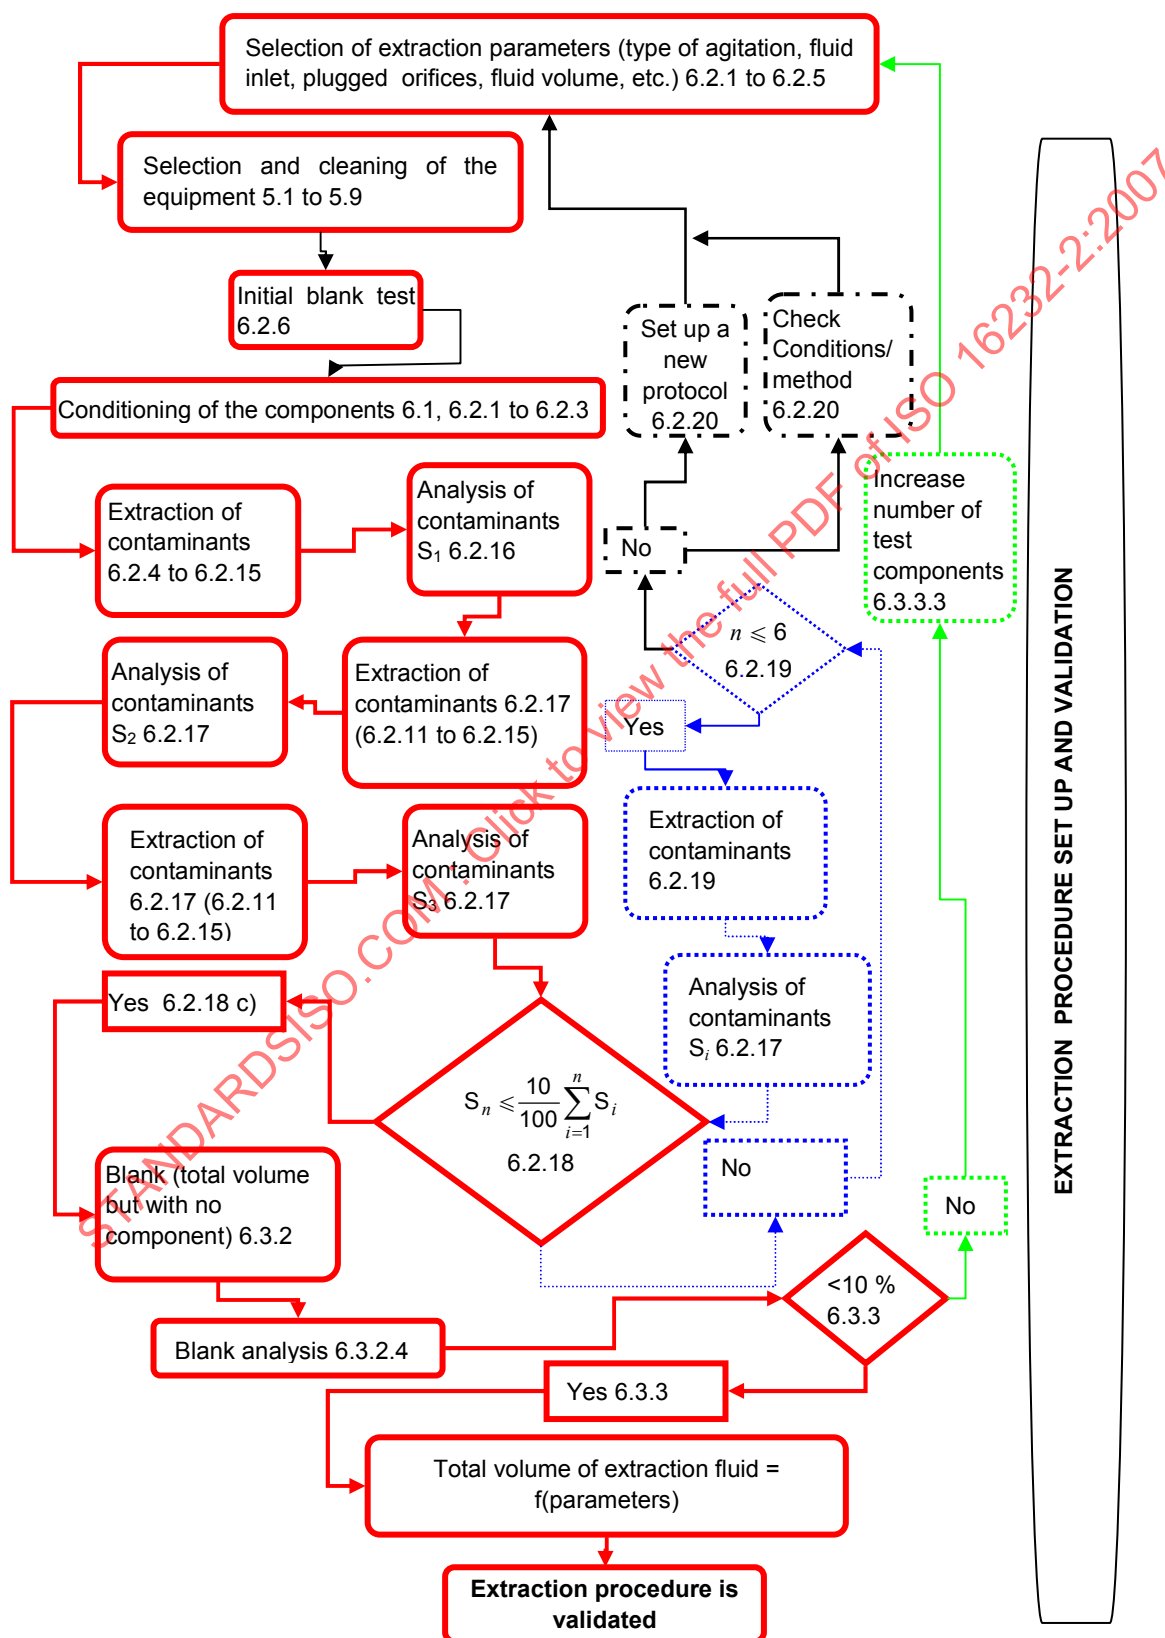 Selection of extraction parameters (type of agitation, fluid
inlet, plugged orifices, fluid volume, etc.) 6.2.1 to 6.2.5
Selection and cleaning of the
equipment 5.1 to 5.9
Initial blank test
6.2.6
Set up a
new
protocol
6.2.20
Check
Conditions/
method
6.2.20
Conditioning of the components 6.1, 6.2.1 to 6.2.3
Extraction of
contaminants
6.2.4 to 6.2.15
Analysis of
contaminants
S1 6.2.16
No
Increase
number of
test
components
6.3.3.3
n ⩽ 6
6.2.19
Analysis of
contaminants
S2 6.2.17
Extraction of
contaminants 6.2.17
(6.2.11 to 6.2.15)
Yes
Extraction of
contaminants
6.2.19
Extraction of
contaminants
6.2.17 (6.2.11
to 6.2.15)
Analysis of
contaminants
S3 6.2.17
Analysis of
contaminants
Si 6.2.17
Yes 6.2.18 c)
Sn ⩽ 10/100 ∑i=1n Si
6.2.18
No
No
Blank (total volume
but with no
component) 6.3.2
<10 %
6.3.3
Blank analysis 6.3.2.4
Yes 6.3.3
Total volume of extraction fluid =
f(parameters)
Extraction procedure is
validated
EXTRACTION PROCEDURE SET UP AND VALIDATION
STANDARDSISO.COM : Click to view the full PDF of ISO 16232-2:2007